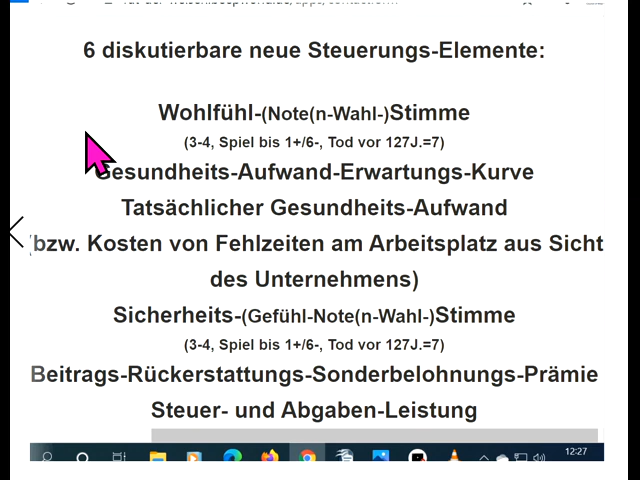 6 diskutierbare neue Steuerungs-Elemente:
Wohlfühl-(Note(n-Wahl-)Stimme
(3-4, Spiel bis 1+/6-, Tod vor 127J.=7)
Gesundheits-Aufwand-Erwartungs-Kurve
Tatsächlicher Gesundheits-Aufwand
(bzw. Kosten von Fehlzeiten am Arbeitsplatz aus Sicht
des Unternehmens)
Sicherheits-(Gefühl-Note(n-Wahl-)Stimme
(3-4, Spiel bis 1+/6-, Tod vor 127J.=7)
Beitrags-Rückerstattungs-Sonderbelohnungs-Prämie
Steuer- und Abgaben-Leistung
12:27